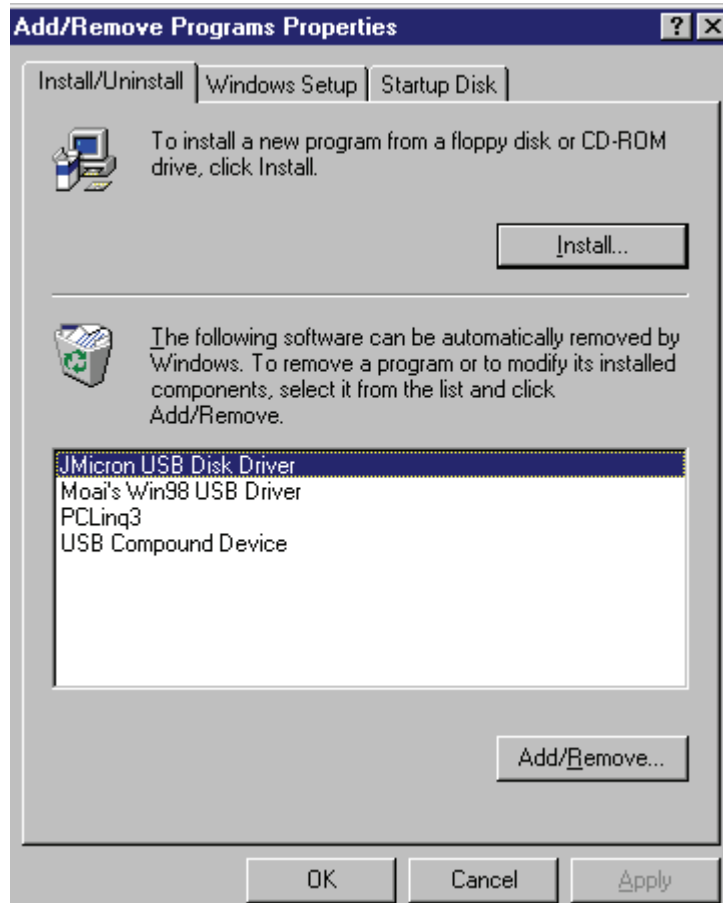 Add/Remove Programs Properties
Install/Uninstall
Windows Setup
Startup Disk
To install a new program from a floppy disk or CD-ROM
drive, click Install.
Install...
The following software can be automatically removed by
Windows. To remove a program or to modify its installed
components, select it from the list and click
Add/Remove.
JMicron USB Disk Driver
Moai's Win98 USB Driver
PCLinq3
USB Compound Device
Add/Remove...
OK
Cancel
Apply